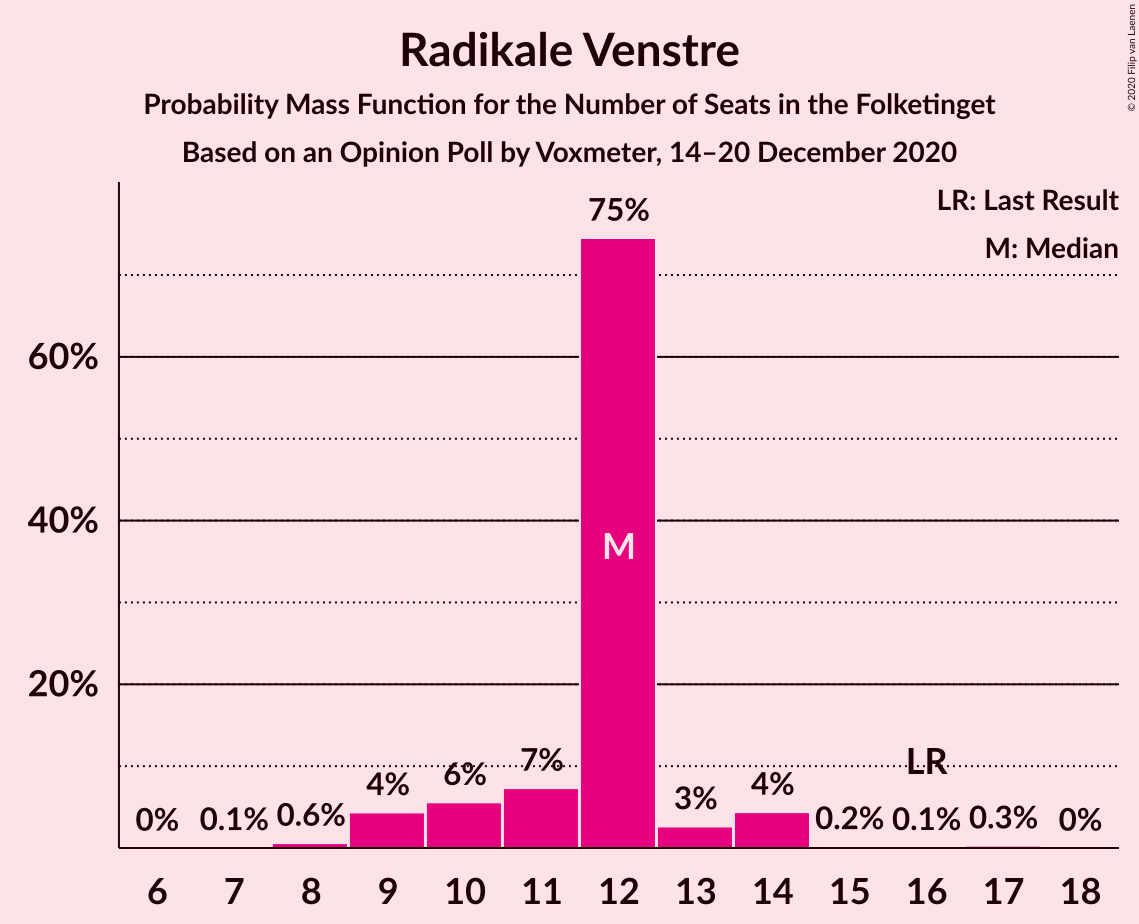 Radikale Venstre
Probability Mass Function for the Number of Seats in the Folketinget
Based on an Opinion Poll by Voxmeter, 14–20 December 2020
© 2020 Filip van Laenen
LR: Last Result
M: Median
75%
60%
40%
20%
M
LR
0%
0.1%
0.6%
4%
6%
7%
3%
4%
0.2%
0.1%
0.3%
0%
6 7 8 9 10 11 12 13 14 15 16 17 18